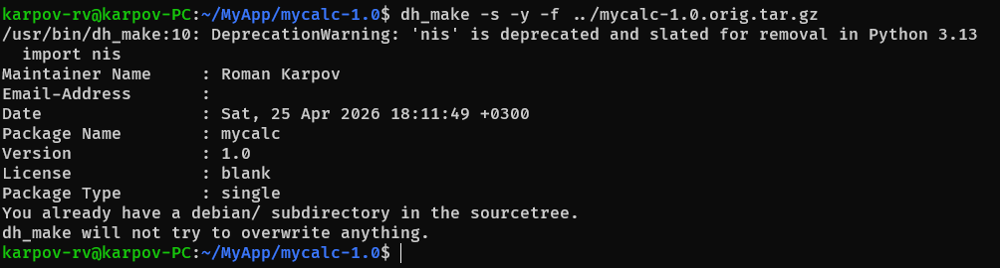 karpov-rv@karpov-PC:~/MyApp/mycalc-1.0$ dh_make -s -y -f ../mycalc-1.0.orig.tar.gz
/usr/bin/dh_make:10: DeprecationWarning: 'nis' is deprecated and slated for removal in Python 3.13
  import nis
Maintainer Name     : Roman Karpov
Email-Address       :
Date                : Sat, 25 Apr 2026 18:11:49 +0300
Package Name        : mycalc
Version             : 1.0
License             : blank
Package Type        : single
You already have a debian/ subdirectory in the sourcetree.
dh_make will not try to overwrite anything.
karpov-rv@karpov-PC:~/MyApp/mycalc-1.0$